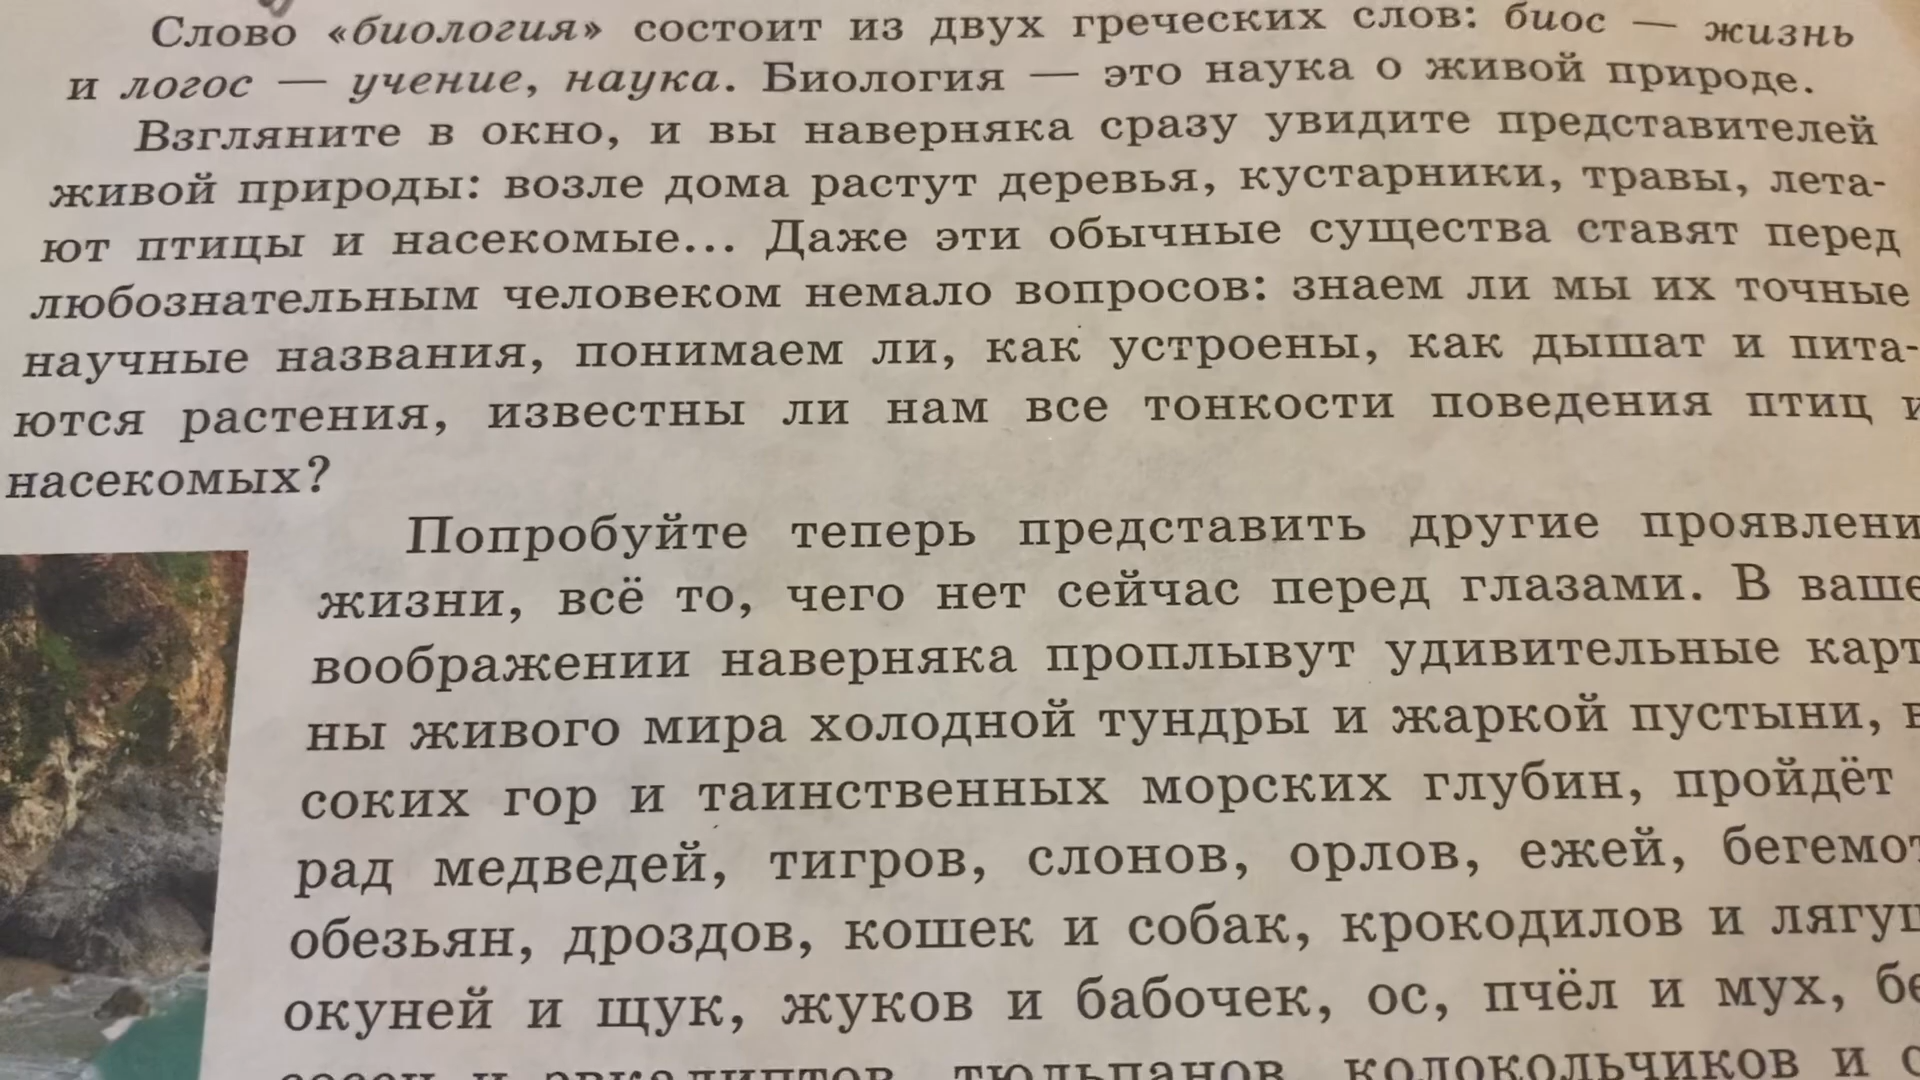 Слово «биология» состоит из двух греческих слов: биос — жизнь
и логос — учение, наука. Биология — это наука о живой природе.
Взгляните в окно, и вы наверняка сразу увидите представителей
живой природы: возле дома растут деревья, кустарники, травы, лета-
ют птицы и насекомые... Даже эти обычные существа ставят перед
любознательным человеком немало вопросов: знаем ли мы их точные
научные названия, понимаем ли, как устроены, как дышат и пита-
ются растения, известны ли нам все тонкости поведения птиц и
насекомых?
Попробуйте теперь представить другие
жизни, всё то, чего нет сейчас перед глазами. В
воображении наверняка проплывут удивительные
ны живого мира холодной тундры и жаркой пустыни,
соких гор и таинственных морских глубин, пройдёт
рад медведей, тигров, слонов, орлов, ежей,
обезьян, дроздов, кошек и собак, крокодилов и
окуней и щук, жуков и бабочек, ос, пчёл и мух,
и эвкалиптов, тюльпанов, колокольчиков и